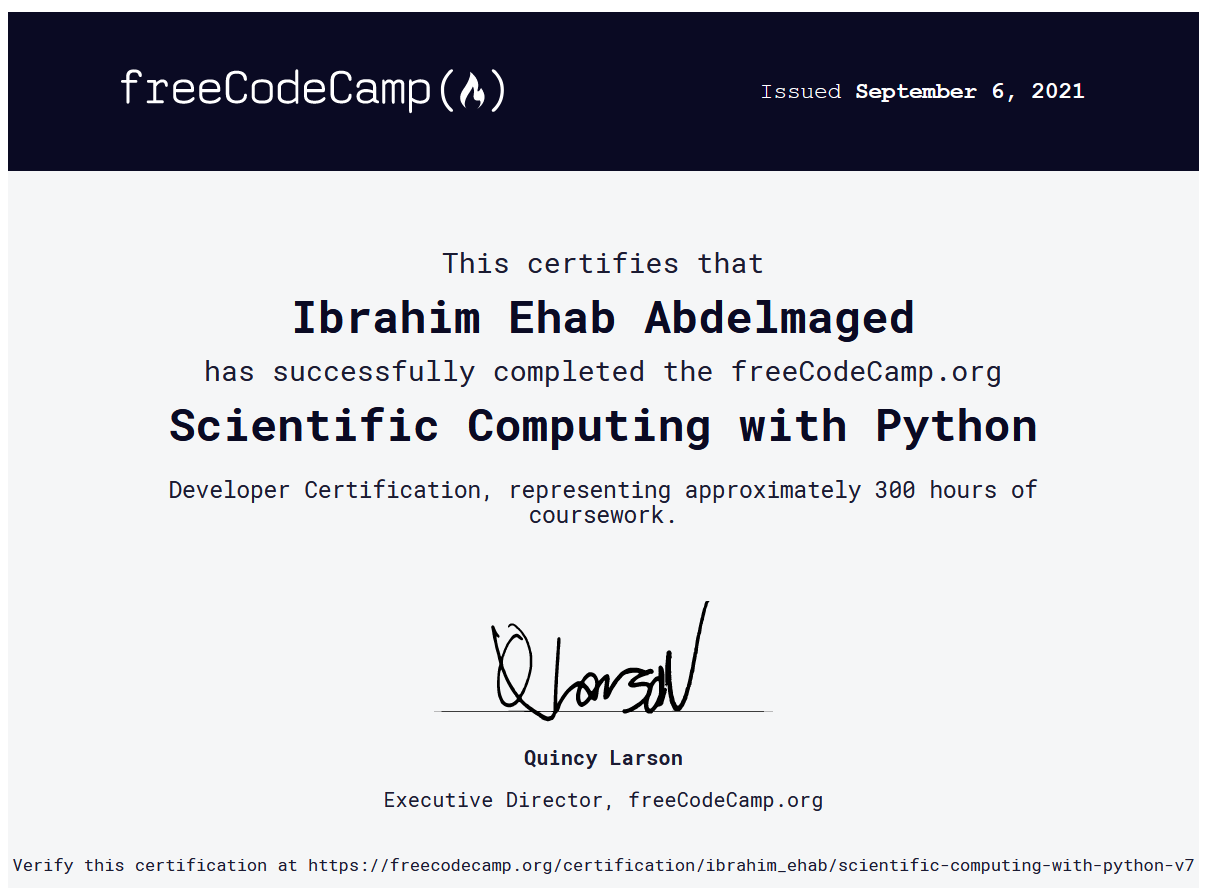 freeCodeCamp(🔥)
Issued September 6, 2021
This certifies that
Ibrahim Ehab Abdelmaged
has successfully completed the freeCodeCamp.org
Scientific Computing with Python
Developer Certification, representing approximately 300 hours of
coursework.
Q Larson
Quincy Larson
Executive Director, freeCodeCamp.org
Verify this certification at https://freecodecamp.org/certification/ibrahim_ehab/scientific-computing-with-python-v7